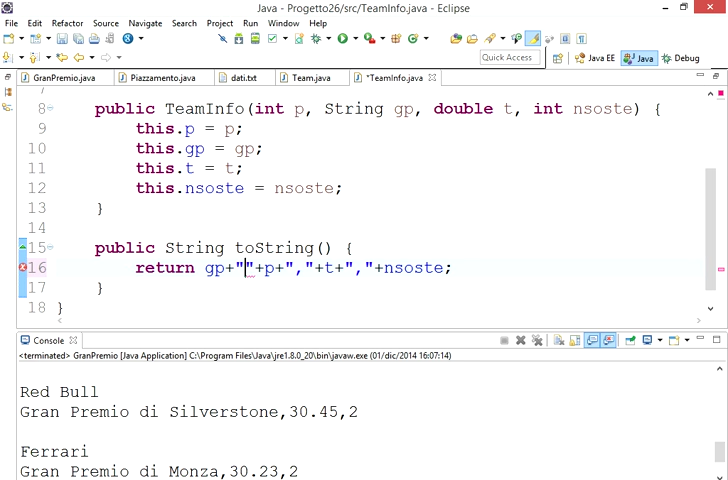 Java - Progetto26/src/TeamInfo.java - Eclipse
File Edit Refactor Source Navigate Search Project Run Window Help
Quick Access Java EE Java Debug
GranPremio.java Piazzamento.java dati.txt Team.java *TeamInfo.java
8 public TeamInfo(int p, String gp, double t, int nsoste) {
9 this.p = p;
10 this.gp = gp;
11 this.t = t;
12 this.nsoste = nsoste;
13 }
14
15 public String toString() {
16 return gp+""+p+","+t+","+nsoste;
17 }
18 }
Console
<terminated> GranPremio [Java Application] C:\Program Files\Java\jre1.8.0_20\bin\javaw.exe (01/dic/2014 16:07:14)
Red Bull
Gran Premio di Silverstone,30.45,2
Ferrari
Gran Premio di Monza,30.23,2